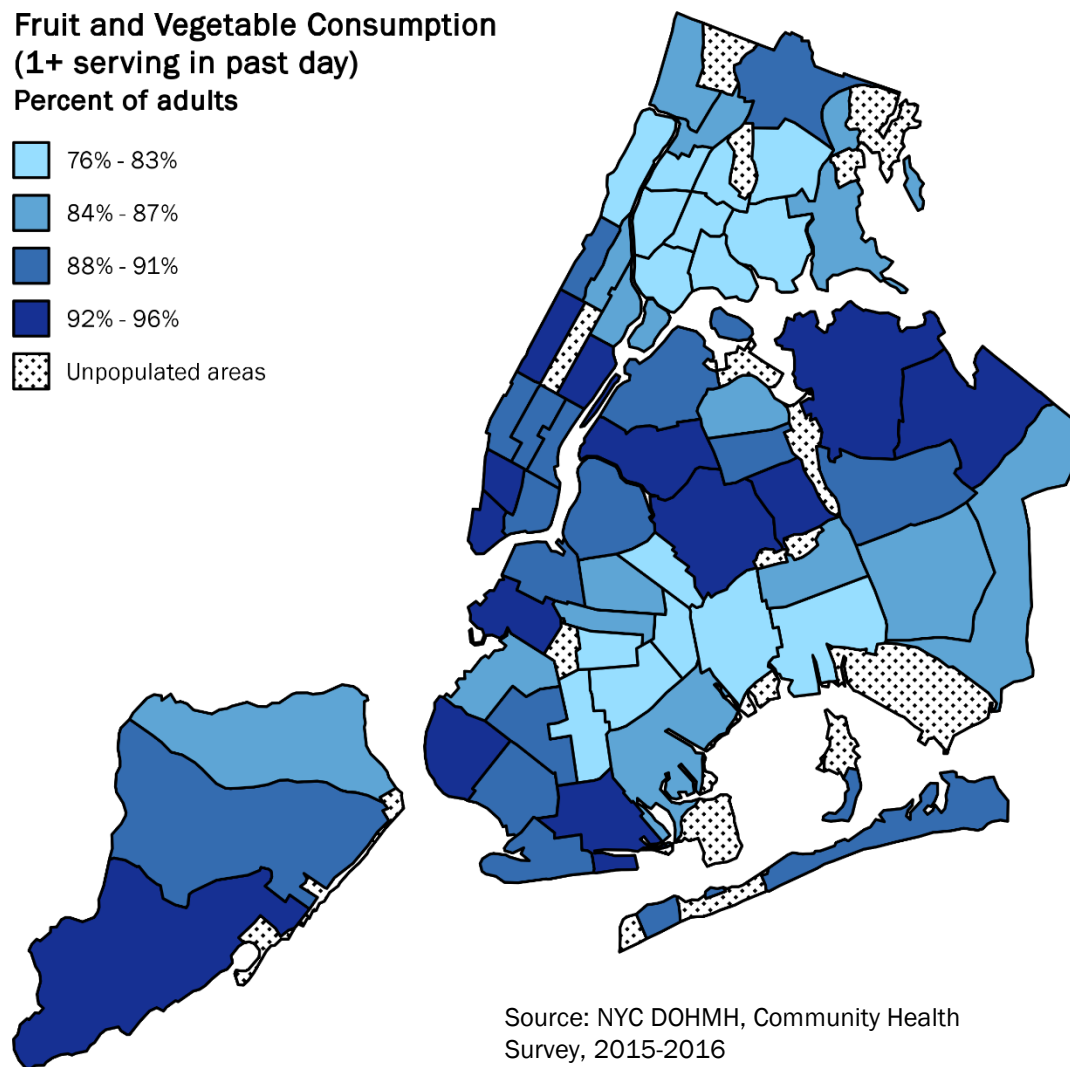 Fruit and Vegetable Consumption
(1+ serving in past day)
Percent of adults
76% - 83%
84% - 87%
88% - 91%
92% - 96%
Unpopulated areas
Source: NYC DOHMH, Community Health
Survey, 2015-2016